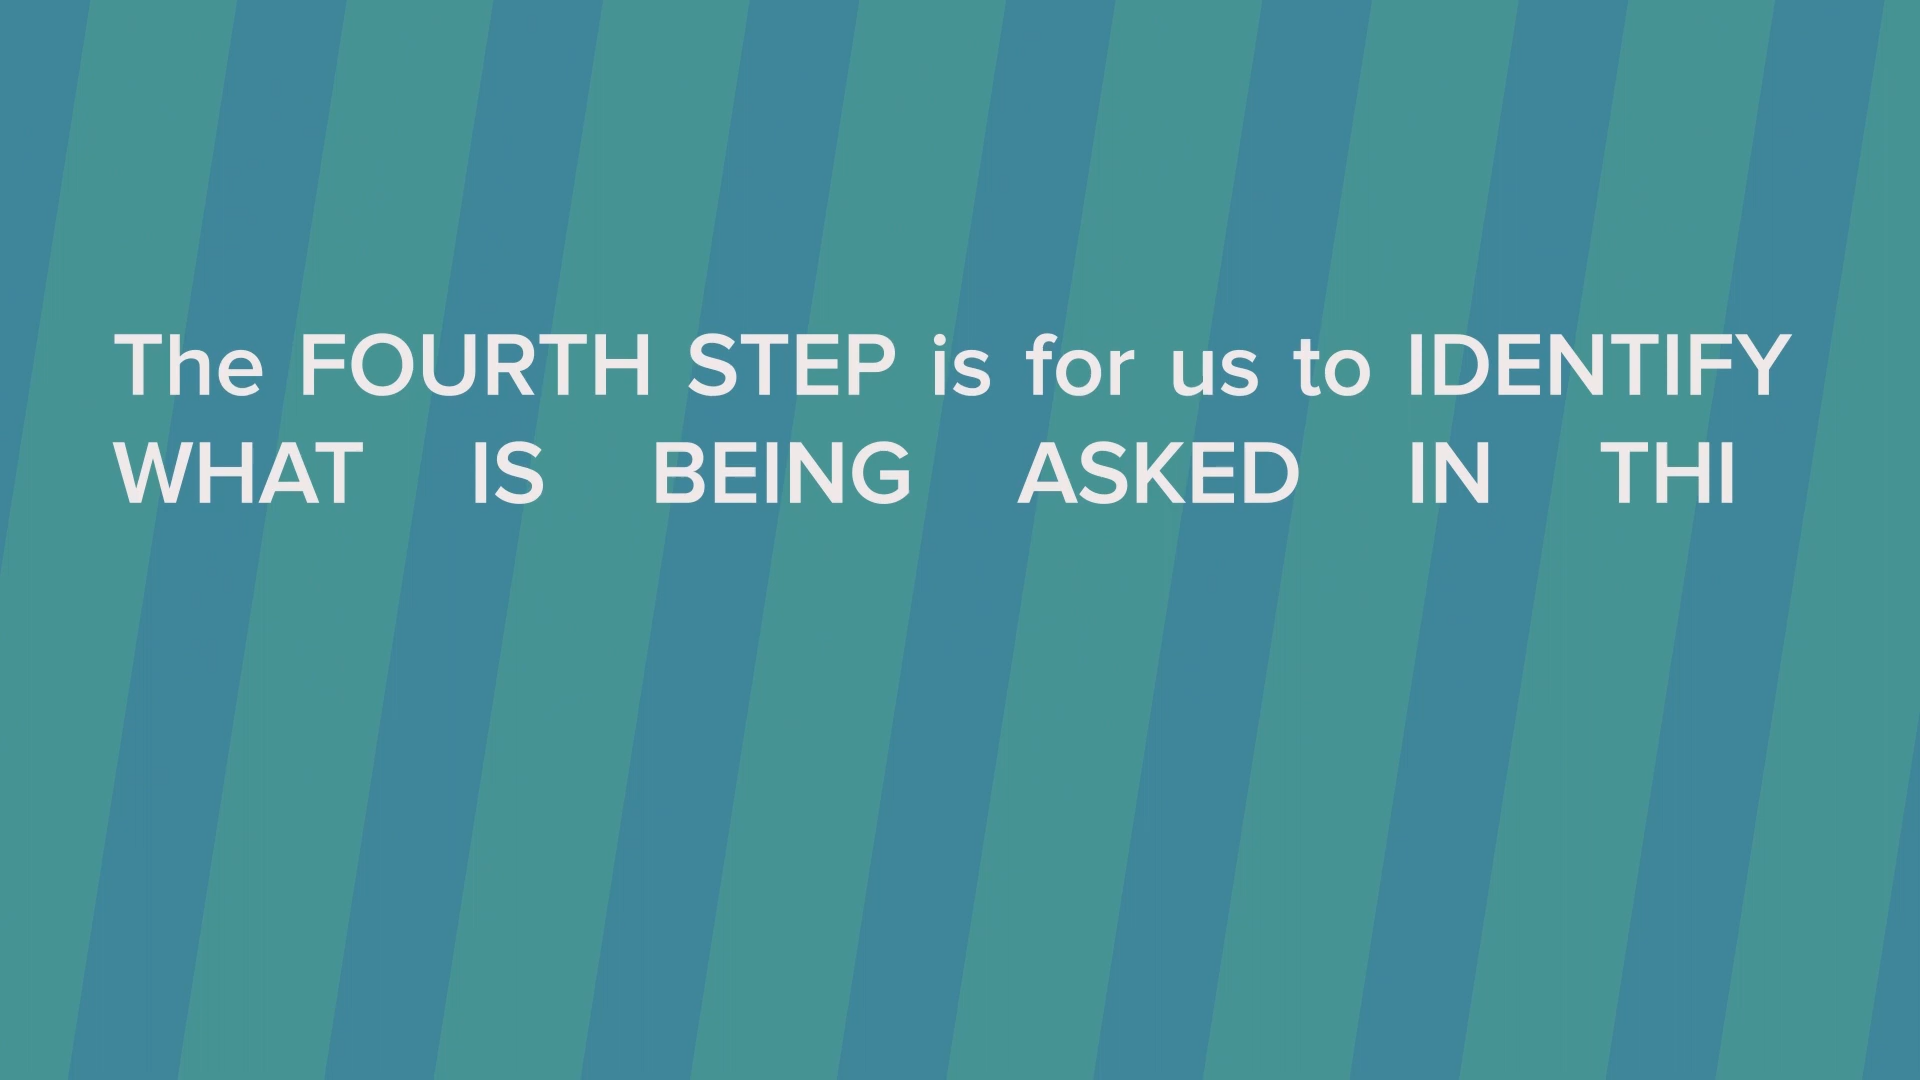 The FOURTH STEP is for us to IDENTIFY
WHAT IS BEING ASKED IN THI